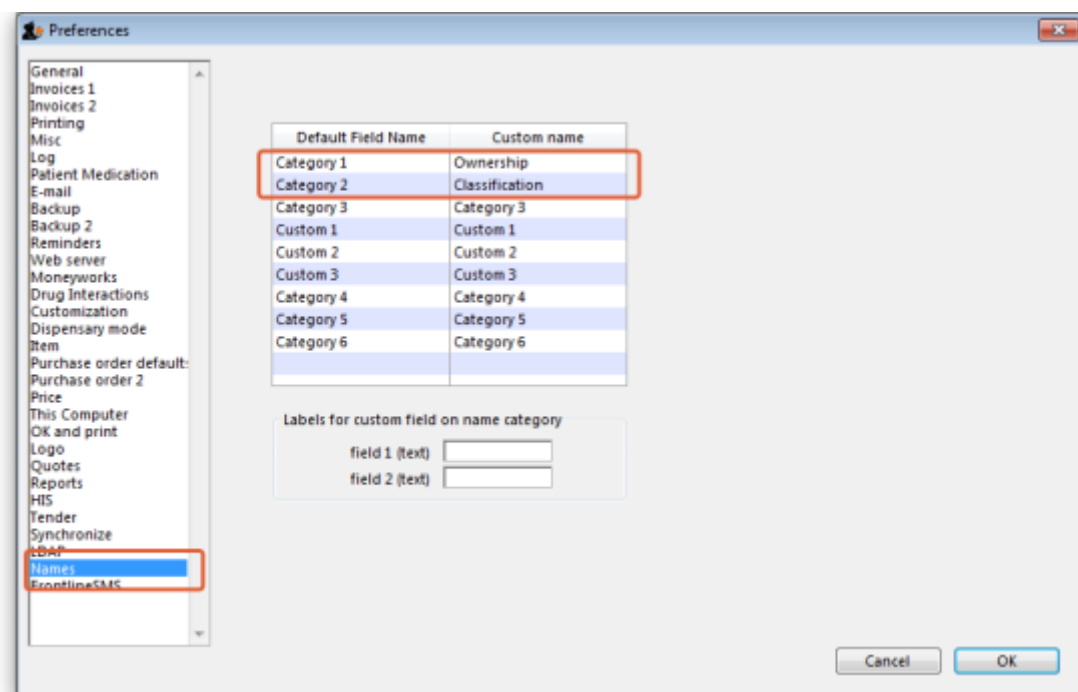 Preferences
General
Invoices 1
Invoices 2
Printing
Misc
Log
Patient Medication
E-mail
Backup
Backup 2
Reminders
Web server
Moneyworks
Drug Interactions
Customization
Dispensary mode
Item
Purchase order default:
Purchase order 2
Price
This Computer
OK and print
Logo
Quotes
Reports
HIS
Tender
Synchronize
LDAP
Names
FrontlineSMS
Default Field Name Custom name
Category 1 Ownership
Category 2 Classification
Category 3 Category 3
Custom 1 Custom 1
Custom 2 Custom 2
Custom 3 Custom 3
Category 4 Category 4
Category 5 Category 5
Category 6 Category 6
Labels for custom field on name category
field 1 (text)
field 2 (text)
Cancel OK